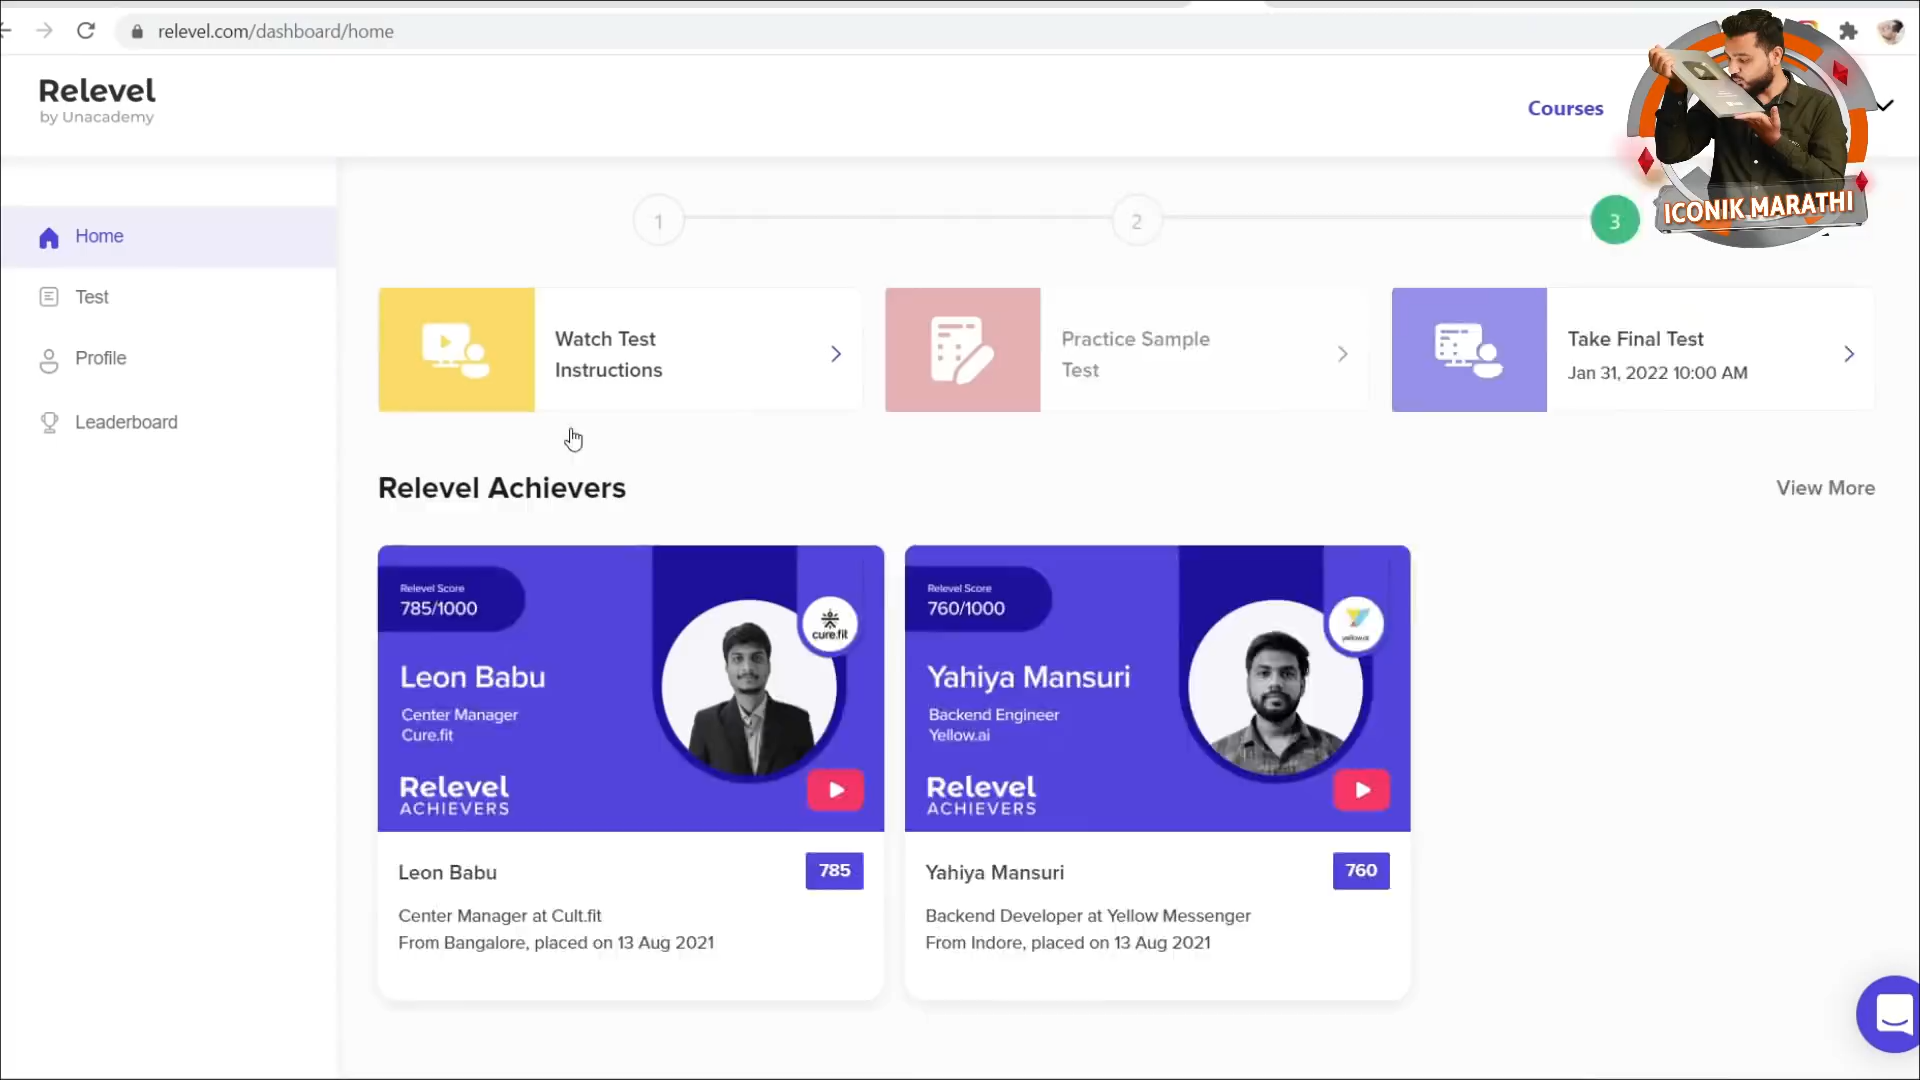 relevel.com/dashboard/home
Relevel
by Unacademy
Courses
ICONIK MARATHI
Home
Test
Profile
Leaderboard
1
2
3
Watch Test
Instructions
Practice Sample
Test
Take Final Test
Jan 31, 2022 10:00 AM
Relevel Achievers
View More
Relevel Score
785/1000
cure.fit
Leon Babu
Center Manager
Cure.fit
Relevel
ACHIEVERS
Leon Babu
785
Center Manager at Cult.fit
From Bangalore, placed on 13 Aug 2021
Relevel Score
760/1000
yellow.ai
Yahiya Mansuri
Backend Engineer
Yellow.ai
Relevel
ACHIEVERS
Yahiya Mansuri
760
Backend Developer at Yellow Messenger
From Indore, placed on 13 Aug 2021